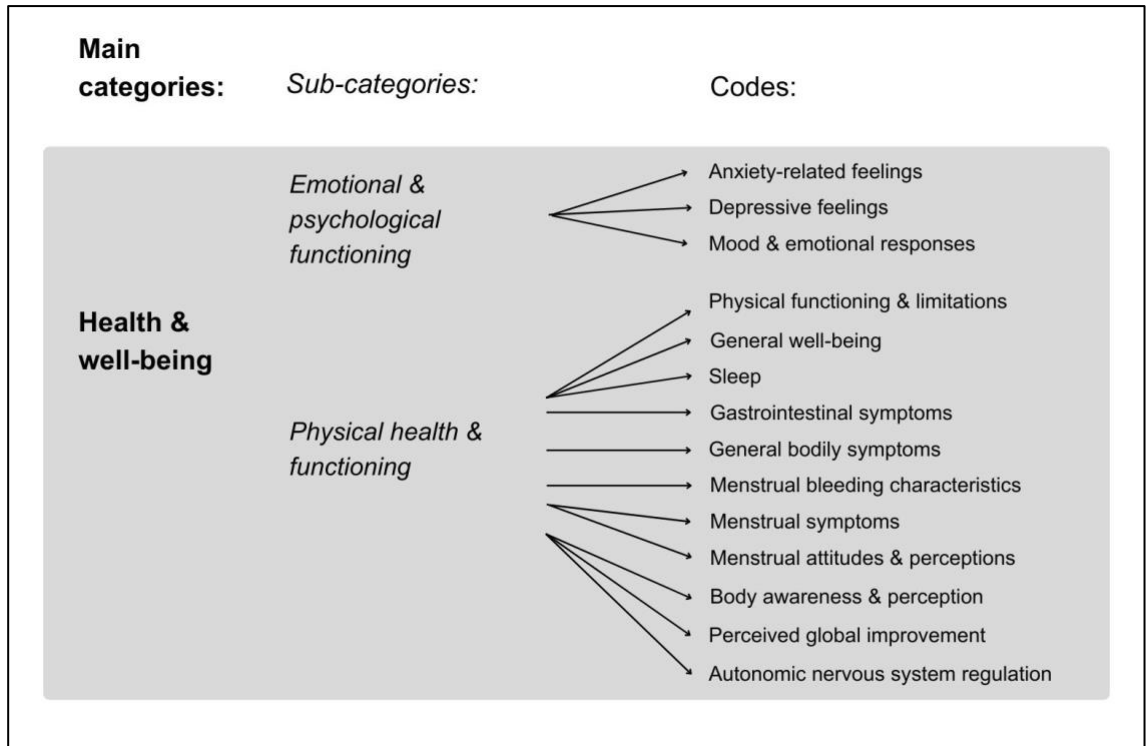 Main
categories:
Sub-categories:
Codes:
Health &
well-being
Emotional &
psychological
functioning
Anxiety-related feelings
Depressive feelings
Mood & emotional responses
Physical health &
functioning
Physical functioning & limitations
General well-being
Sleep
Gastrointestinal symptoms
General bodily symptoms
Menstrual bleeding characteristics
Menstrual symptoms
Menstrual attitudes & perceptions
Body awareness & perception
Perceived global improvement
Autonomic nervous system regulation